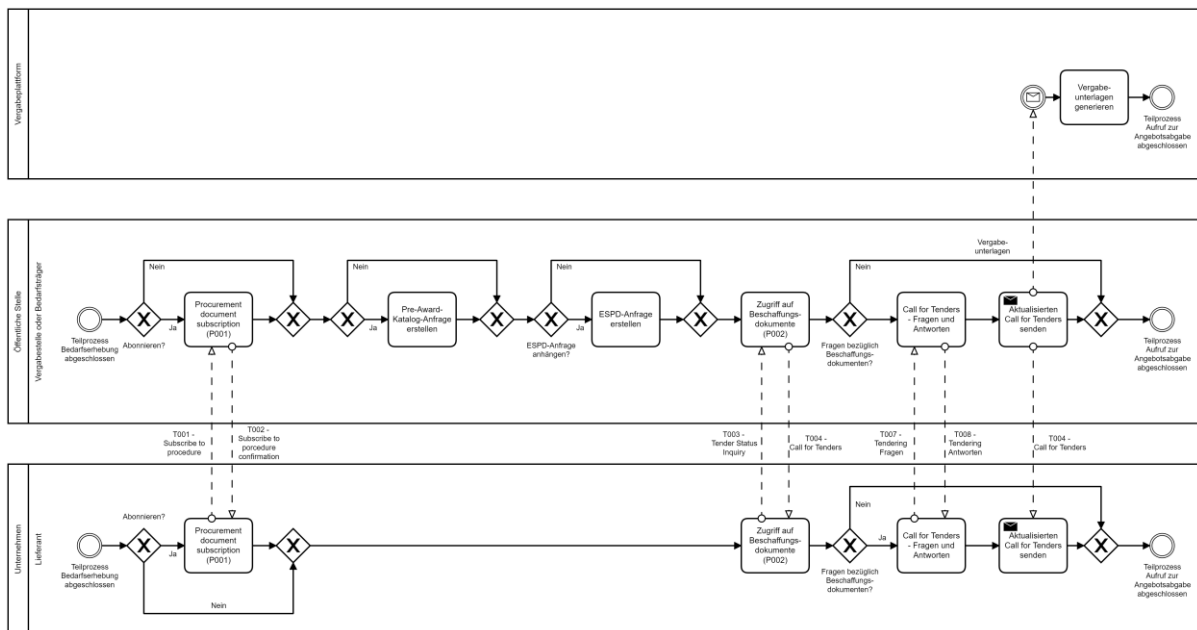 Vergabeplattform
Vergabe-
unterlagen
generieren
Teilprozess
Aufruf zur
Angebotsabgabe
abgeschlossen
Öffentliche Stelle
Vergabestelle oder Bedarfsträger
Teilprozess
Bedarfserhebung
abgeschlossen
Abonnieren?
Nein
Ja
Procurement
document
subscription
(P001)
Nein
Ja
Pre-Award-
Katalog-Anfrage
erstellen
Nein
Ja
ESPD-Anfrage
anhängen?
ESPD-Anfrage
erstellen
Zugriff auf
Beschaffungs-
dokumente
(P002)
Nein
Fragen bezüglich
Beschaffungs-
dokumenten?
Call for Tenders
- Fragen und
Antworten
Vergabe-
unterlagen
Aktualisierten
Call for Tenders
senden
Teilprozess
Aufruf zur
Angebotsabgabe
abgeschlossen
T001 -
Subscribe to
procedure
T002 -
Subscribe to
porcedure
confirmation
T003 -
Tender Status
Inquiry
T004 -
Call for Tenders
T007 -
Tendering
Fragen
T008 -
Tendering
Antworten
T004 -
Call for Tenders
Unternehmen
Lieferant
Teilprozess
Bedarfserhebung
abgeschlossen
Abonnieren?
Ja
Nein
Procurement
document
subscription
(P001)
Zugriff auf
Beschaffungs-
dokumente
(P002)
Nein
Ja
Fragen bezüglich
Beschaffungs-
dokumenten?
Call for Tenders
- Fragen und
Antworten
Aktualisierten
Call for Tenders
senden
Teilprozess
Aufruf zur
Angebotsabgabe
abgeschlossen